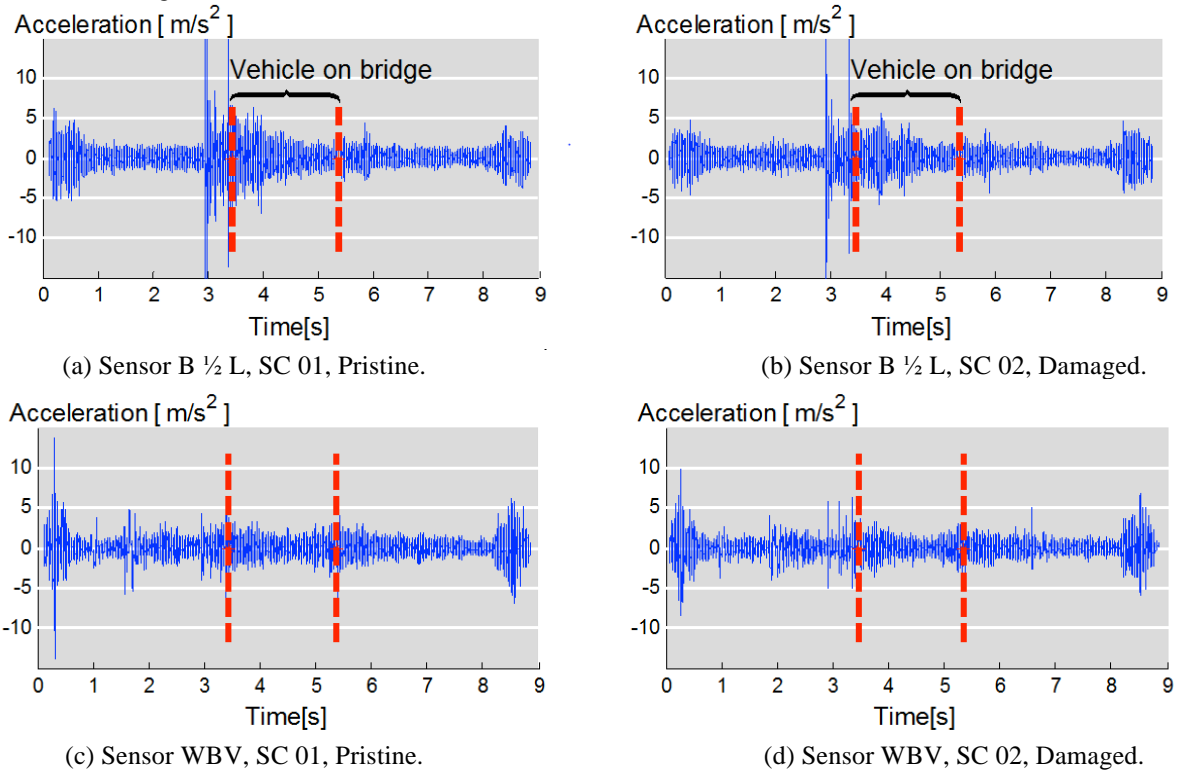 Acceleration [ m/s2 ] Acceleration [ m/s2 ]
Vehicle on bridge Vehicle on bridge
10 10
5 5
0 0
-5 -5
-10 -10
0 1 2 3 4 5 6 7 8 9 0 1 2 3 4 5 6 7 8 9
Time[s] Time[s]
(a) Sensor B ½ L, SC 01, Pristine. (b) Sensor B ½ L, SC 02, Damaged.
Acceleration [ m/s2 ] Acceleration [ m/s2 ]
10 10
5 5
0 0
-5 -5
-10 -10
0 1 2 3 4 5 6 7 8 9 0 1 2 3 4 5 6 7 8 9
Time[s] Time[s]
(c) Sensor WBV, SC 01, Pristine. (d) Sensor WBV, SC 02, Damaged.